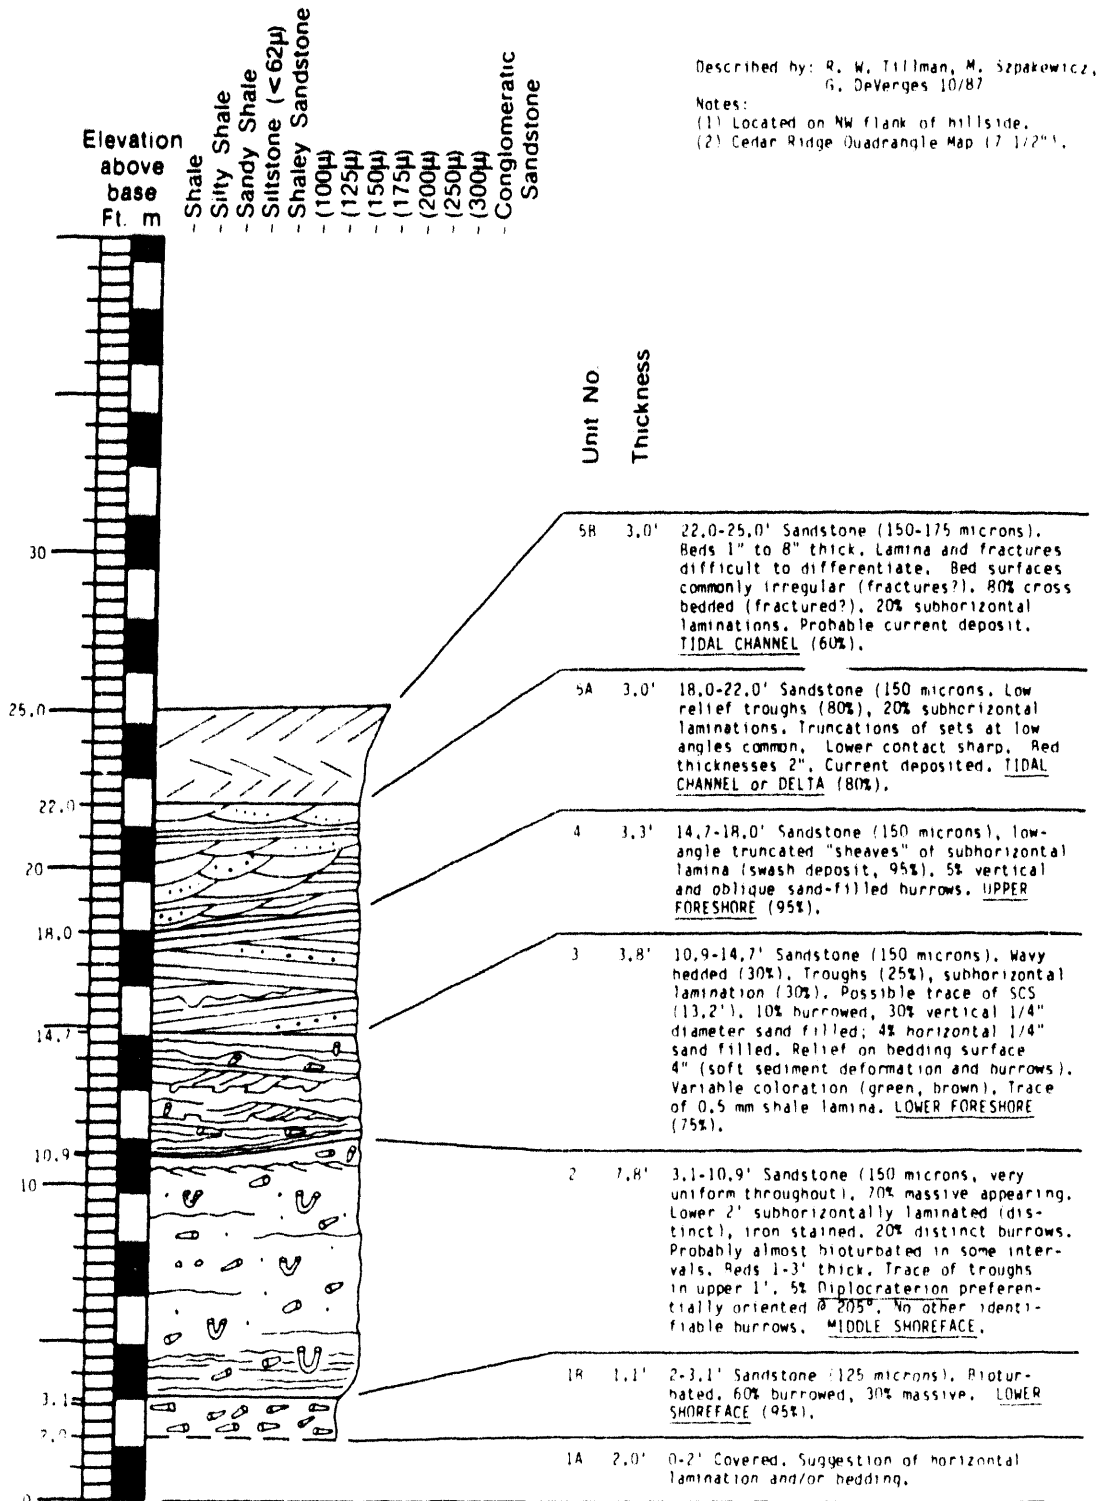 Described by: R. W. Tillman, M. Szpakewicz,
G. DeVerges 10/87
Notes:
(1) Located on NW flank of hillside.
(2) Cedar Ridge Quadrangle Map (7 1/2").
Elevation
above
base
Ft. m
- Shale
- Silty Shale
- Sandy Shale
- Siltstone (<62µ)
- Shaley Sandstone
- (100µ)
- (125µ)
- (150µ)
- (175µ)
- (200µ)
- (250µ)
- (300µ)
- Conglomeratic
Sandstone
Unit No.
Thickness
30
25.0
22.0
20
18.0
14.7
10.9
10
3.1
2.0
0
5B 3.0' 22.0-25.0' Sandstone (150-175 microns).
Beds 1" to 8" thick. Lamina and fractures
difficult to differentiate. Bed surfaces
commonly irregular (fractures?). 80% cross
bedded (fractured?). 20% subhorizontal
laminations. Probable current deposit.
TIDAL CHANNEL (60%).
5A 3.0' 18.0-22.0' Sandstone (150 microns. Low
relief troughs (80%), 20% subhorizontal
laminations. Truncations of sets at low
angles common. Lower contact sharp. Bed
thicknesses 2". Current deposited. TIDAL
CHANNEL or DELTA (80%).
4 3.3' 14.7-18.0' Sandstone (150 microns), low-
angle truncated "sheaves" of subhorizontal
lamina (swash deposit, 95%). 5% vertical
and oblique sand-filled burrows. UPPER
FORESHORE (95%).
3 3.8' 10.9-14.7' Sandstone (150 microns). Wavy
bedded (30%). Troughs (25%), subhorizontal
lamination (30%). Possible trace of SCS
(13.2'). 10% burrowed, 30% vertical 1/4"
diameter sand filled; 4% horizontal 1/4"
sand filled. Relief on bedding surface
4" (soft sediment deformation and burrows).
Variable coloration (green, brown). Trace
of 0.5 mm shale lamina. LOWER FORESHORE
(75%).
2 7.8' 3.1-10.9' Sandstone (150 microns, very
uniform throughout). 70% massive appearing.
Lower 2' subhorizontally laminated (dis-
tinct), iron stained. 20% distinct burrows.
Probably almost bioturbated in some inter-
vals. Beds 1-3' thick. Trace of troughs
in upper 1'. 5% Diplocraterion preferen-
tially oriented @ 205°. No other identi-
fiable burrows. MIDDLE SHOREFACE.
1B 1.1' 2-3.1' Sandstone (125 microns). Biotur-
bated. 60% burrowed, 30% massive. LOWER
SHOREFACE (95%).
1A 2.0' 0-2' Covered. Suggestion of horizontal
lamination and/or bedding.